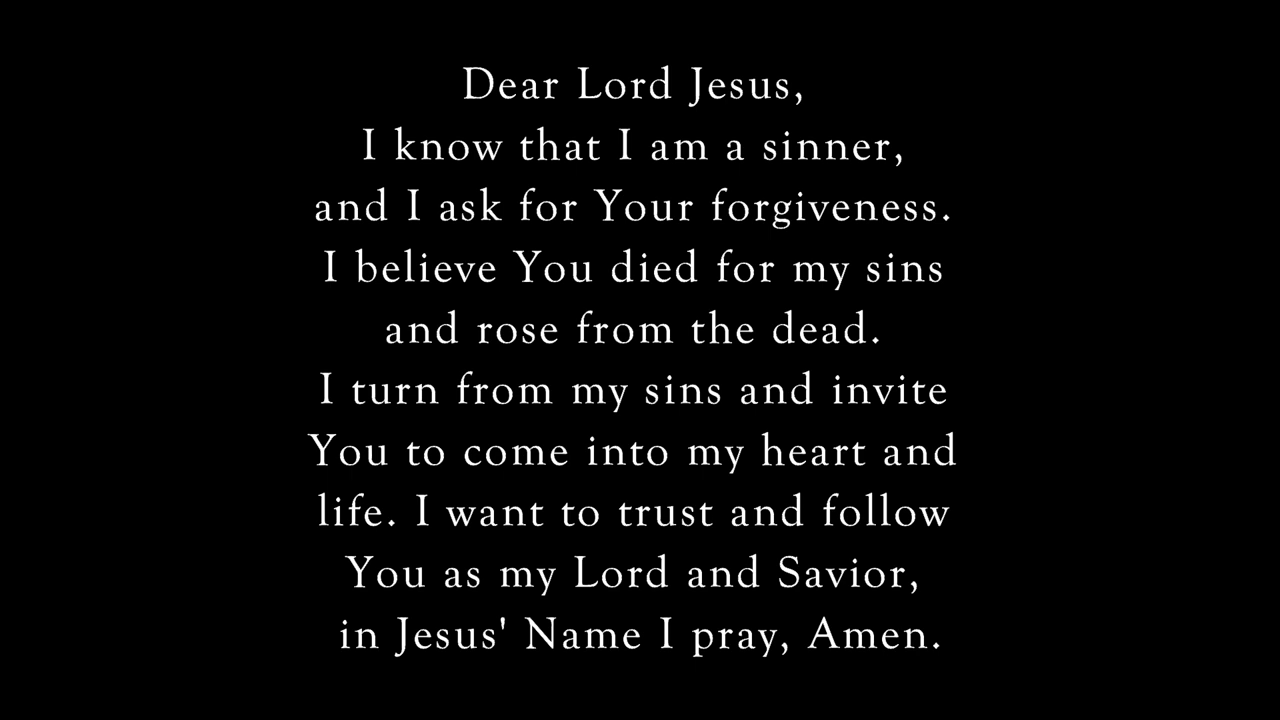 Dear Lord Jesus,
I know that I am a sinner,
and I ask for Your forgiveness.
I believe You died for my sins
and rose from the dead.
I turn from my sins and invite
You to come into my heart and
life. I want to trust and follow
You as my Lord and Savior,
in Jesus' Name I pray, Amen.